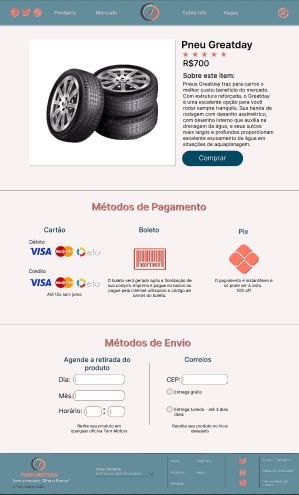 Produtos
Mercado
Sobre nós
Vagas
Pneu Greatday
R$700
Sobre este item:
Pneus Greatday traz para carros o
melhor custo-benefício do mercado.
Com estrutura reforçada, o Greatday
é uma excelente opção para você
rodar sempre tranquilo. Sua banda de
rodagem com desenho assimétrico,
com desenho interno que auxilia na
drenagem da água, e seus sulcos
mais largos e profundos proporcionam
excelente escoamento de água em
situações de aquaplanagem.
Comprar
Métodos de Pagamento
Cartão
Débito
VISA
elo
Crédito
VISA
elo
Até 12x sem juros
Boleto
O boleto será gerado após a finalização de
sua compra. Imprima e pague no banco ou
pague pela internet utilizando o código de
barras do boleto.
Pix
O pagamento é instantâneo e
só pode ser à vista.
10% off
Métodos de Envio
Agende a retirada do
produto
Dia:
Mês:
Horário:
:
Retire seu produto em
qualquer oficina Turn Motors
Correios
CEP:
Entrega grátis
Entrega turnado - até 3 dias
úteis
Receba seu produto no local
desejado
TURN MOTORS